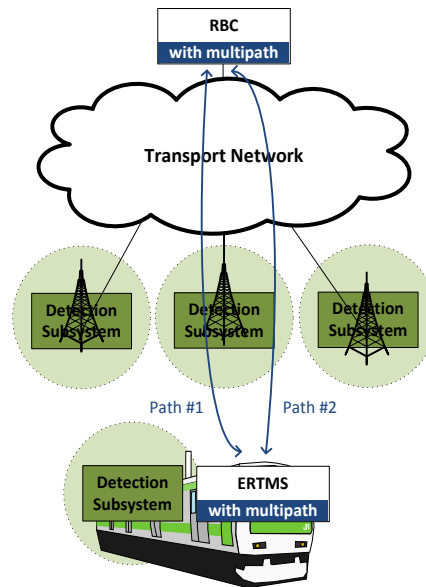 RBC
with multipath
Transport Network
Detection
Subsystem
Detection
Subsystem
Detection
Subsystem
Path #1
Path #2
Detection
Subsystem
ERTMS
with multipath